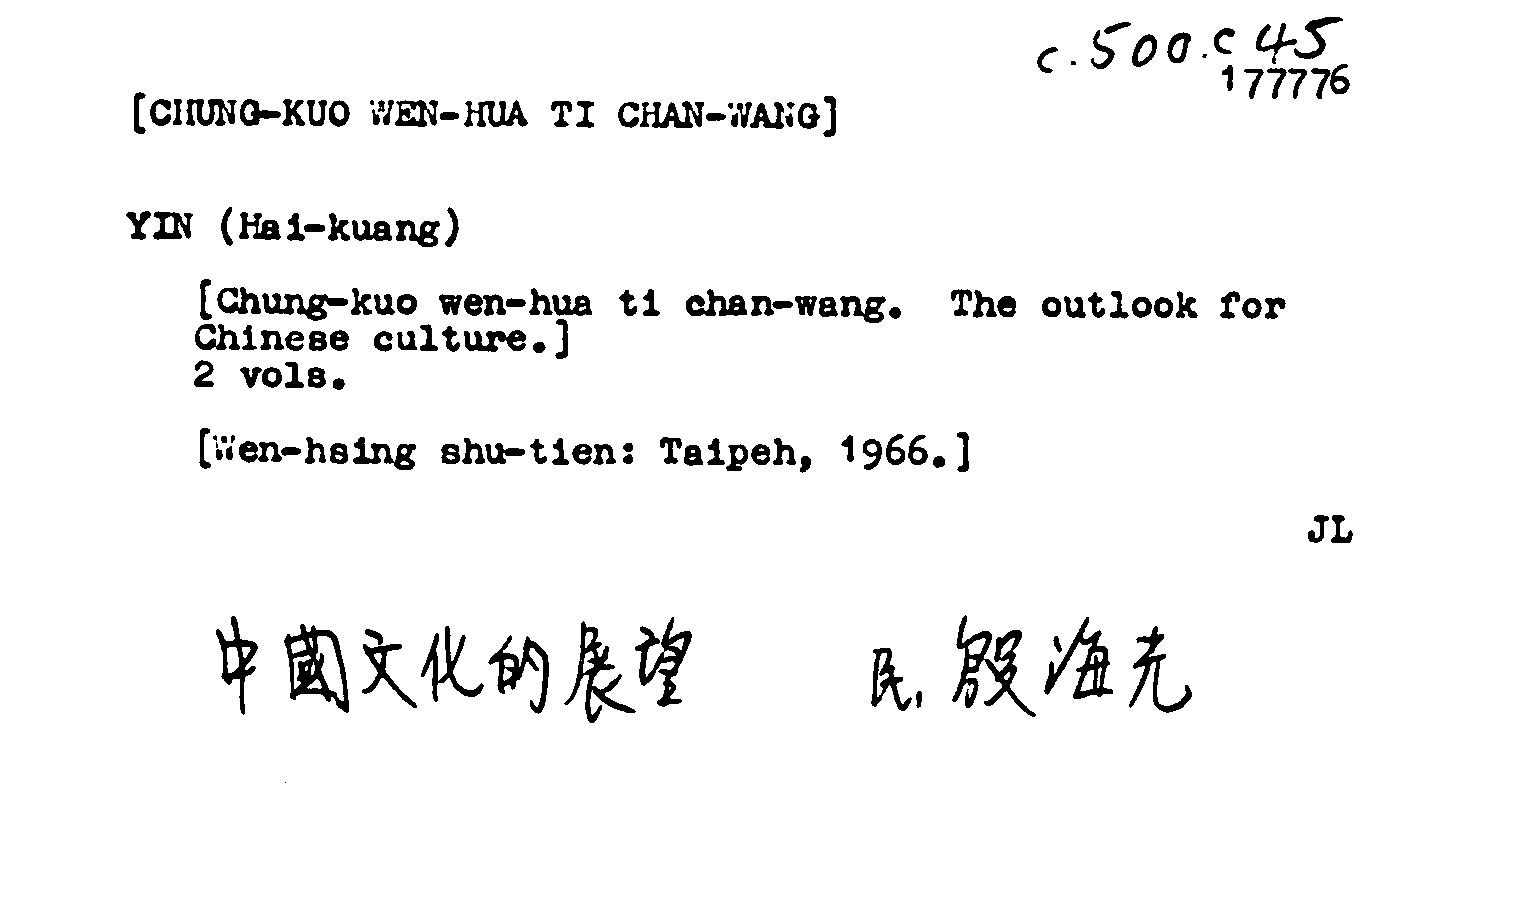 c.500.c 45
177776
[CHUNG-KUO WEN-HUA TI CHAN-WANG]
YIN (Hai-kuang)
[Chung-kuo wen-hua ti chan-wang. The outlook for
Chinese culture.]
2 vols.
[Wen-hsing shu-tien: Taipeh, 1966.]
JL
中國文化的展望 民, 殷海光